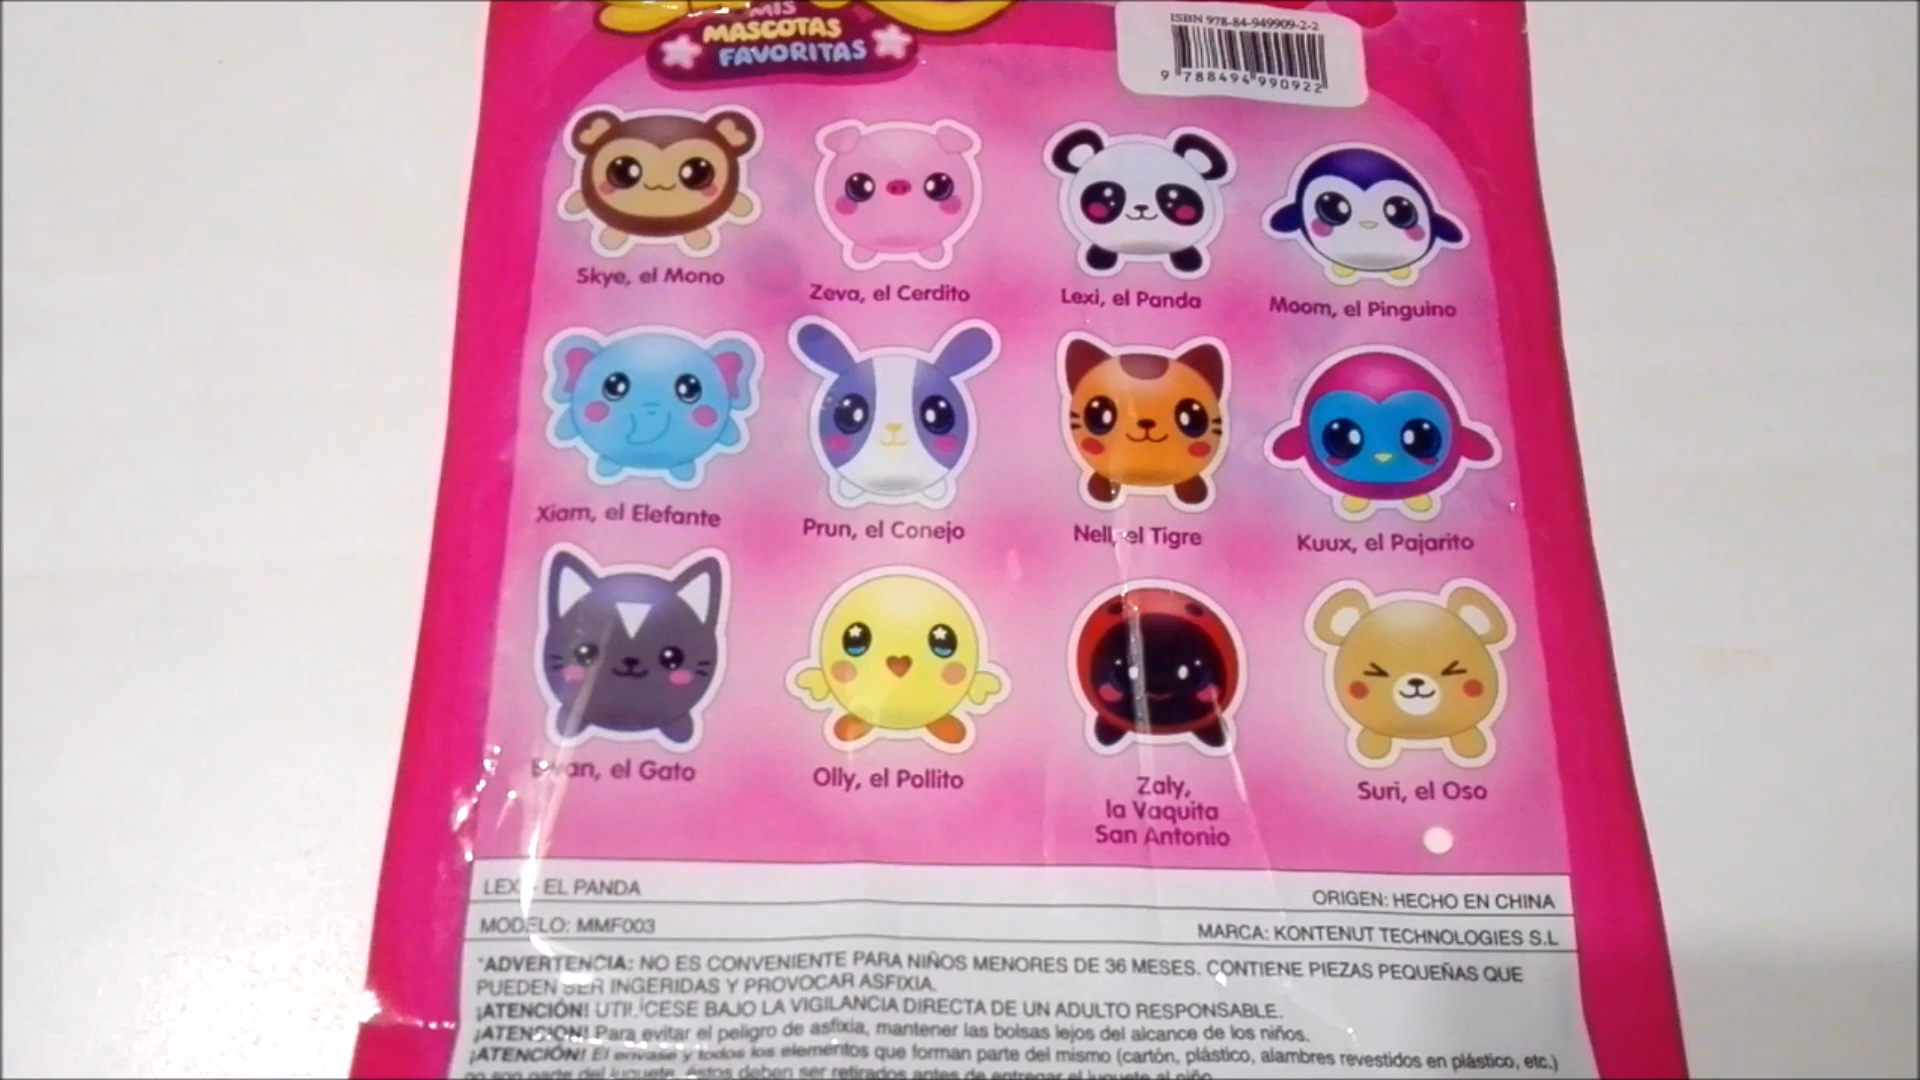 MIS
MASCOTAS
FAVORITAS
ISBN 978-84-949909-2-2
9 788494 990922
Skye, el Mono
Zeva, el Cerdito
Lexi, el Panda
Moom, el Pinguino
Xiam, el Elefante
Prun, el Conejo
Nell, el Tigre
Kuux, el Pajarito
el Gato
Olly, el Pollito
Zaly,
la Vaquita
San Antonio
Suri, el Oso
LEXI - EL PANDA
ORIGEN: HECHO EN CHINA
MODELO: MMF003
MARCA: KONTENUT TECHNOLOGIES S.L
*ADVERTENCIA: NO ES CONVENIENTE PARA NIÑOS MENORES DE 36 MESES. CONTIENE PIEZAS PEQUEÑAS QUE
PUEDEN SER INGERIDAS Y PROVOCAR ASFIXIA.
¡ATENCIÓN! UTILÍCESE BAJO LA VIGILANCIA DIRECTA DE UN ADULTO RESPONSABLE.
¡ATENCIÓN! Para evitar el peligro de asfixia, mantener las bolsas lejos del alcance de los niños.
¡ATENCIÓN! El envase y todos los elementos que forman parte del mismo (cartón, plástico, alambres revestidos en plástico, etc.)
no son parte del juguete, éstos deben ser retirados antes de entregar el juguete al niño.